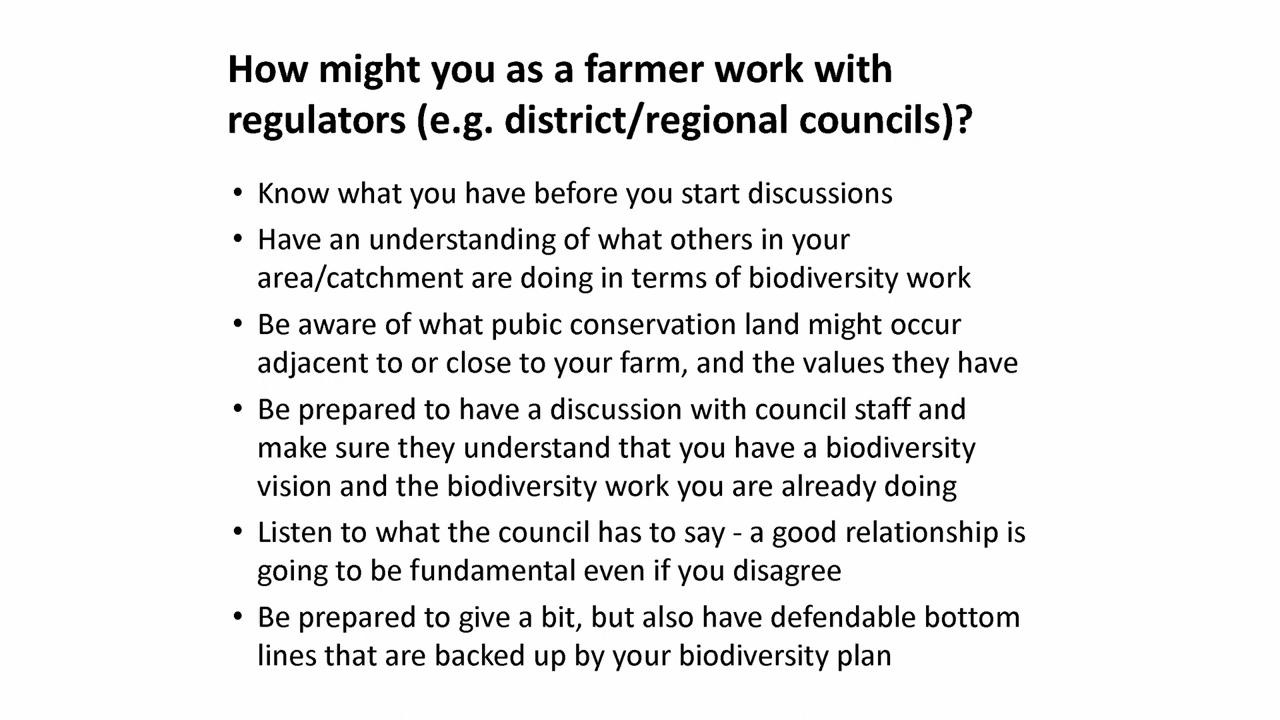 How might you as a farmer work with
regulators (e.g. district/regional councils)?
• Know what you have before you start discussions
• Have an understanding of what others in your
area/catchment are doing in terms of biodiversity work
• Be aware of what pubic conservation land might occur
adjacent to or close to your farm, and the values they have
• Be prepared to have a discussion with council staff and
make sure they understand that you have a biodiversity
vision and the biodiversity work you are already doing
• Listen to what the council has to say - a good relationship is
going to be fundamental even if you disagree
• Be prepared to give a bit, but also have defendable bottom
lines that are backed up by your biodiversity plan